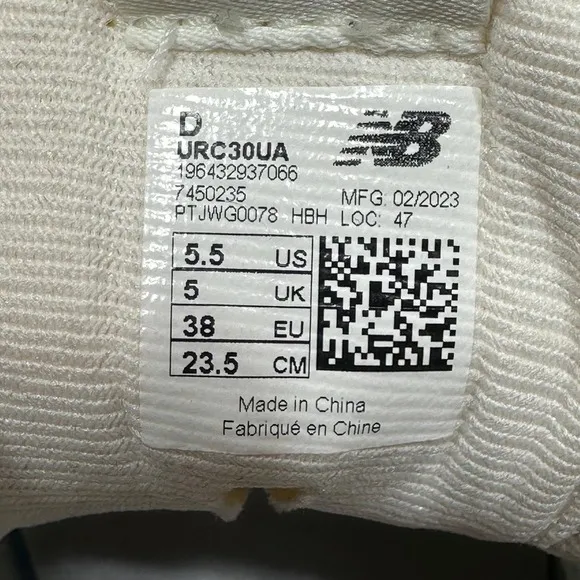 D
NB
URC30UA
196432937066
7450235 MFG: 02/2023
PTJWG0078 HBH LOC: 47
5.5 US
5 UK
38 EU
23.5 CM
Made in China
Fabriqué en Chine